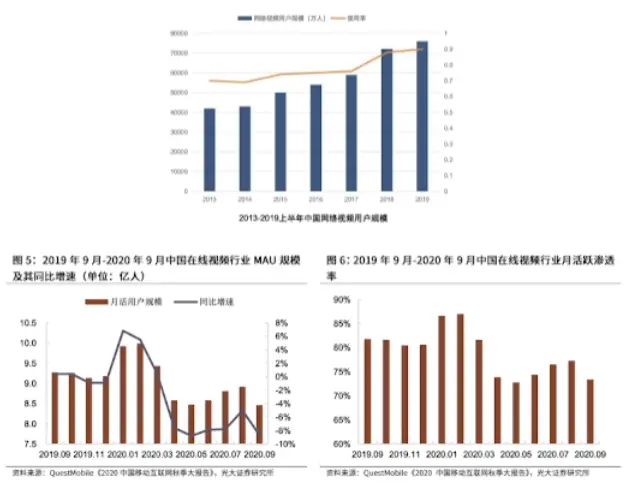 网络视频用户规模（万人） 使用率
90000 1
80000 0.9
70000 0.8
60000 0.7
50000 0.6
40000 0.5
30000 0.4
20000 0.3
10000 0.2
0 0.1
0
2013 2014 2015 2016 2017 2018 2019
2013-2019上半年中国网络视频用户规模
图 5：2019 年 9 月-2020 年 9 月中国在线视频行业 MAU 规模
及其同比增速（单位：亿人）
月活用户规模 同比增速
10.5 8%
10.0 6%
9.5 4%
9.0 2%
8.5 0%
8.0 -2%
7.5 -4%
-6%
-8%
-10%
2019.09 2019.11 2020.01 2020.03 2020.05 2020.07 2020.09
资料来源：QuestMobile《2020 中国移动互联网秋季大报告》，光大证券研究所
图 6：2019 年 9 月-2020 年 9 月中国在线视频行业月活跃渗透
率
90%
85%
80%
75%
70%
65%
60%
2019.09 2019.11 2020.01 2020.03 2020.05 2020.07 2020.09
资料来源：QuestMobile《2020 中国移动互联网秋季大报告》，光大证券研究所